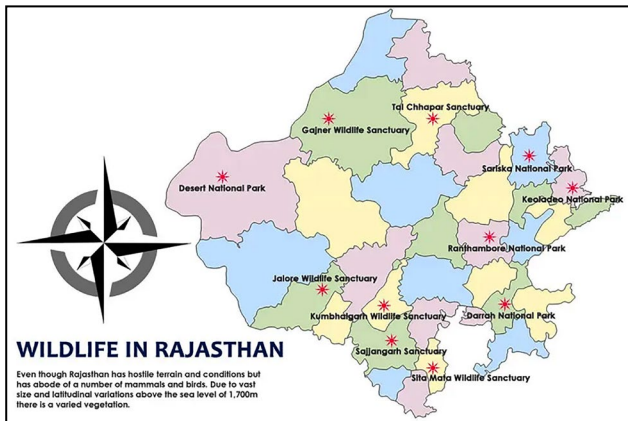 Tal Chhapar Sanctuary
Gajner Wildlife Sanctuary
Sariska National Park
Desert National Park
Keoladeo National Park
Ranthambore National Park
Jalore Wildlife Sanctuary
Kumbhalgarh Wildlife Sanctuary
Darrah National Park
Sajjangarh Sanctuary
Sita Mata Wildlife Sanctuary
WILDLIFE IN RAJASTHAN
Even though Rajasthan has hostile terrain and conditions but
has abode of a number of mammals and birds. Due to vast
size and latitudinal variations above the sea level of 1,700m
there is a varied vegetation.